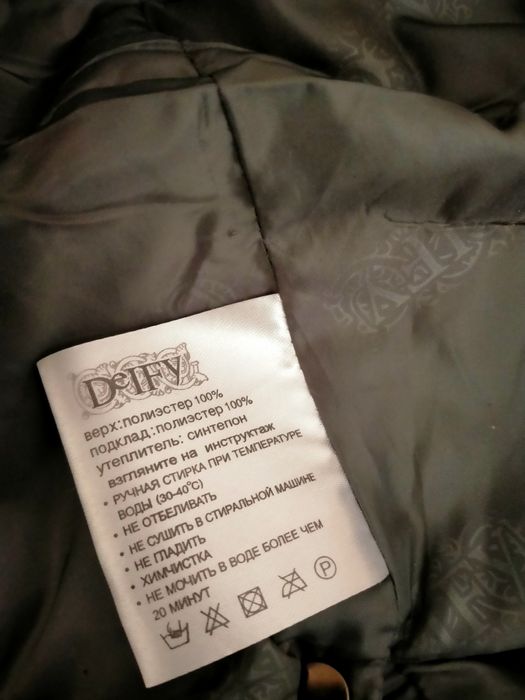 DeIFY
верх:полиэстер 100%
подклад:полиэстер 100%
утеплитель: синтепон
взгляните на инструктаж
• РУЧНАЯ СТИРКА ПРИ ТЕМПЕРАТУРЕ
ВОДЫ (30-40°C)
• НЕ ОТБЕЛИВАТЬ
• НЕ СУШИТЬ В СТИРАЛЬНОЙ МАШИНЕ
• НЕ ГЛАДИТЬ
• ХИМЧИСТКА
• НЕ МОЧИТЬ В ВОДЕ БОЛЕЕ ЧЕМ
20 МИНУТ
P